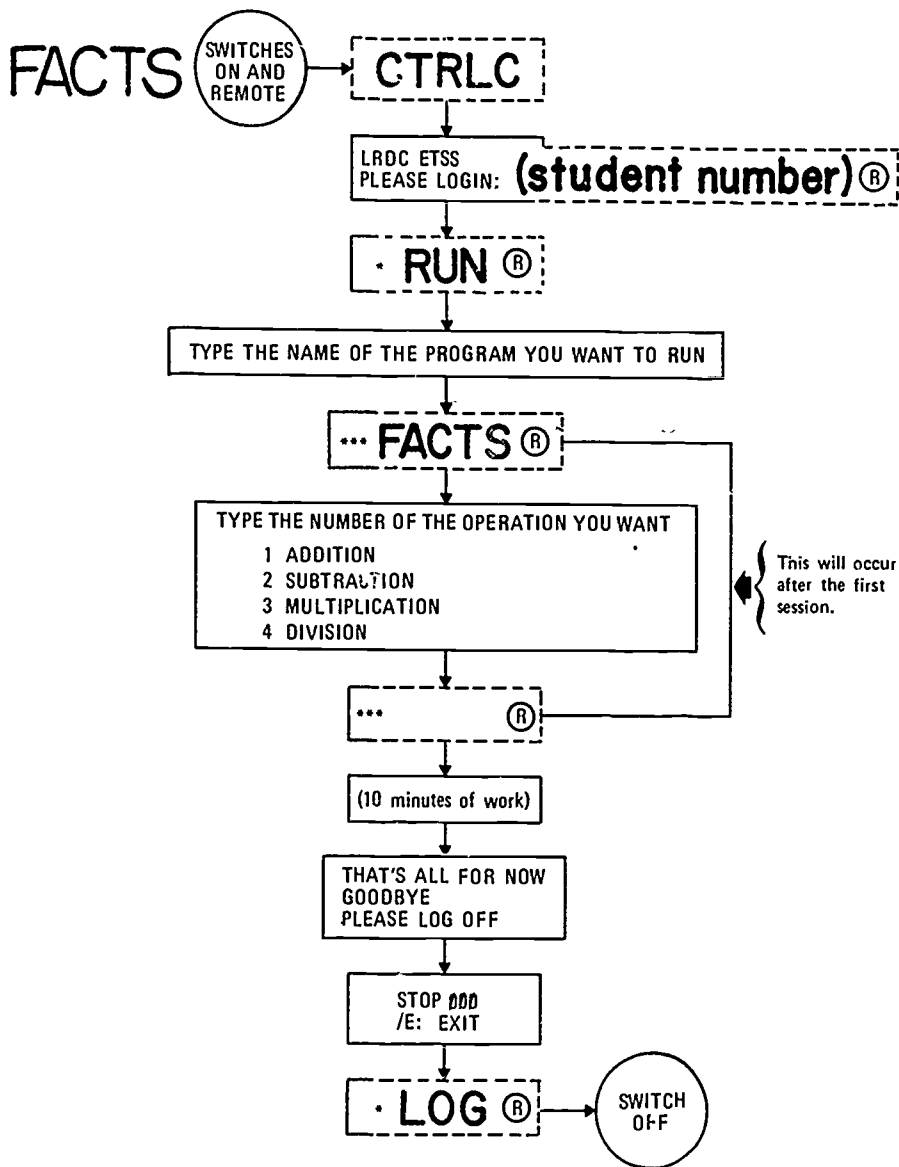 FACTS
SWITCHES
ON AND
REMOTE
CTRLC
LRDC ETSS
PLEASE LOGIN: (student number) Ⓡ
* RUN Ⓡ
TYPE THE NAME OF THE PROGRAM YOU WANT TO RUN
*** FACTS Ⓡ
TYPE THE NUMBER OF THE OPERATION YOU WANT
1 ADDITION
2 SUBTRACTION
3 MULTIPLICATION
4 DIVISION
This will occur
after the first
session.
*** Ⓡ
(10 minutes of work)
THAT'S ALL FOR NOW
GOODBYE
PLEASE LOG OFF
STOP 000
/E: EXIT
* LOG Ⓡ
SWITCH
OFF